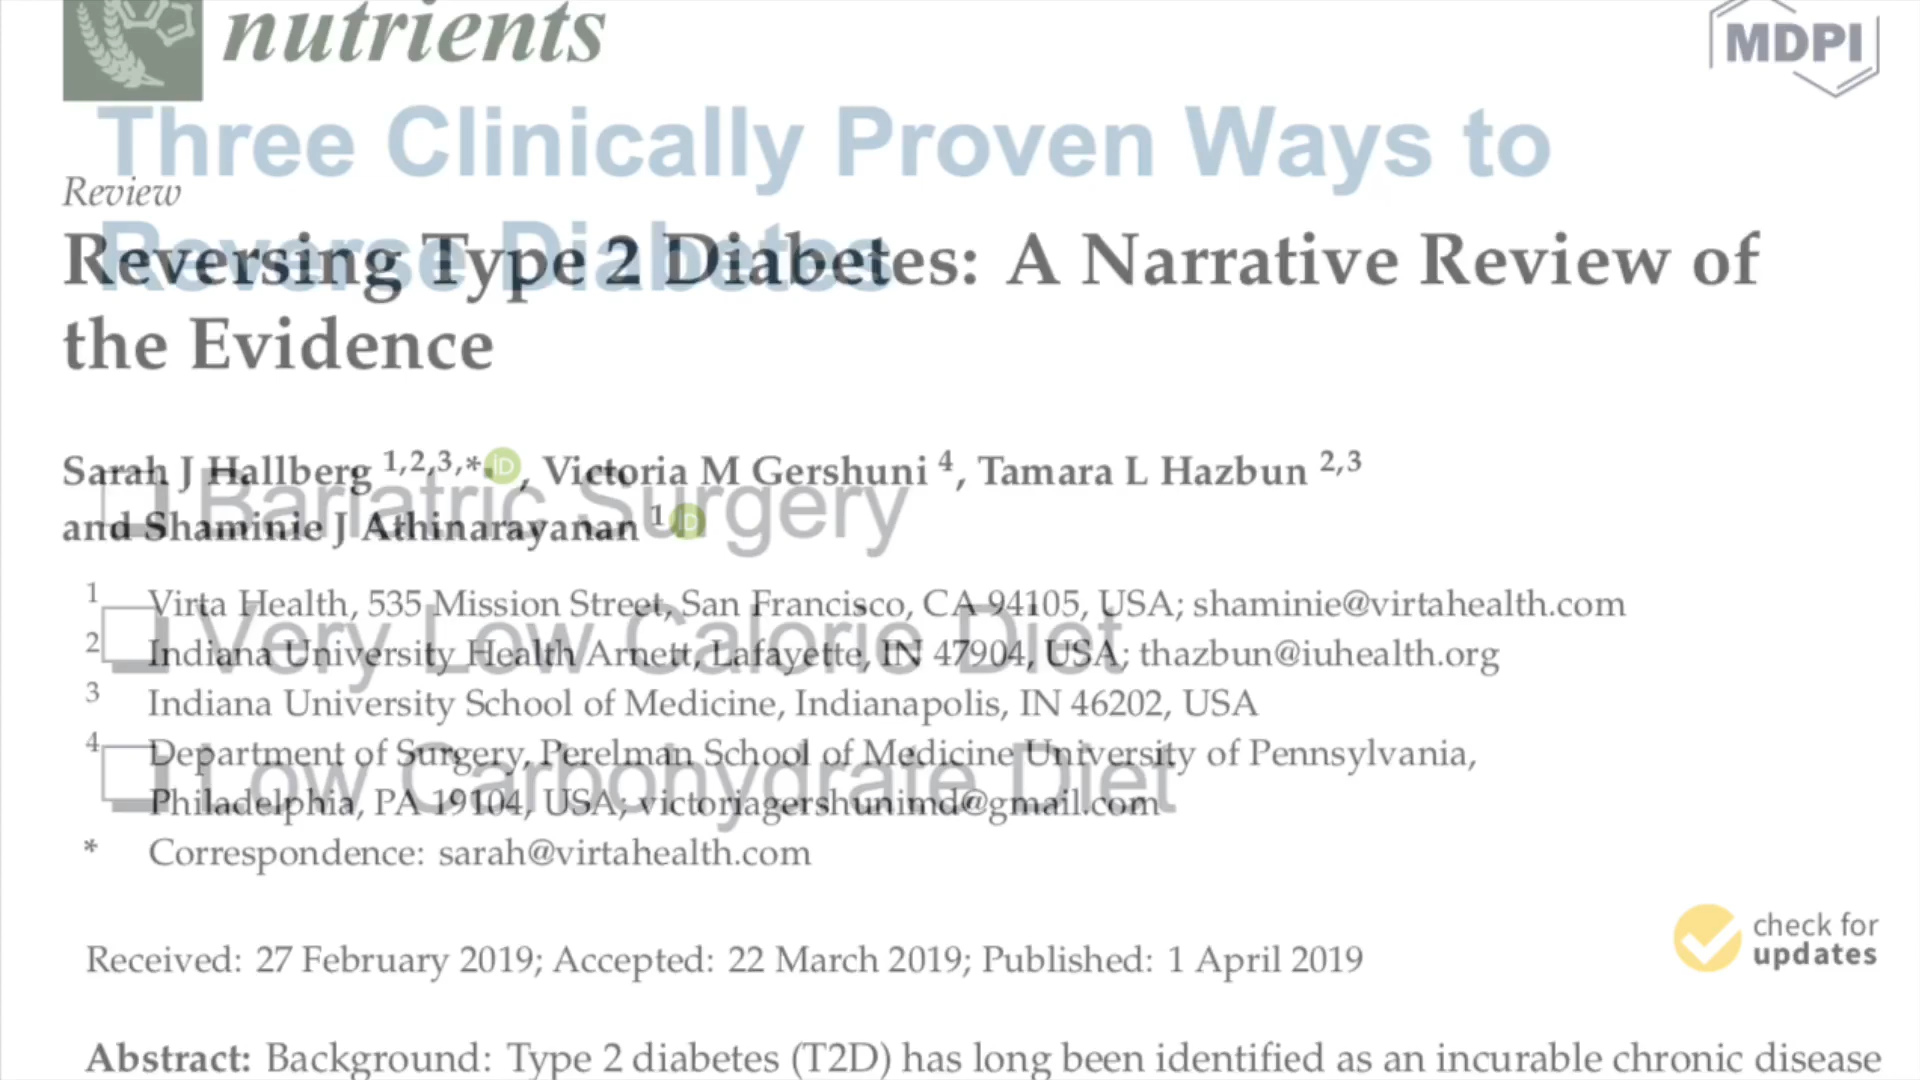 nutrients
MDPI
Three Clinically Proven Ways to
Reverse Diabetes
Review
Reversing Type 2 Diabetes: A Narrative Review of
the Evidence
Sarah J Hallberg 1,2,3,* iD, Victoria M Gershuni 4, Tamara L Hazbun 2,3
and Shaminie J Athinarayanan 1 iD
Bariatric Surgery
Very Low Calorie Diet
Low Carbohydrate Diet
1 Virta Health, 535 Mission Street, San Francisco, CA 94105, USA; shaminie@virtahealth.com
2 Indiana University Health Arnett, Lafayette, IN 47904, USA; thazbun@iuhealth.org
3 Indiana University School of Medicine, Indianapolis, IN 46202, USA
4 Department of Surgery, Perelman School of Medicine University of Pennsylvania,
Philadelphia, PA 19104, USA; victoriagershunimd@gmail.com
* Correspondence: sarah@virtahealth.com
check for
updates
Received: 27 February 2019; Accepted: 22 March 2019; Published: 1 April 2019
Abstract: Background: Type 2 diabetes (T2D) has long been identified as an incurable chronic disease